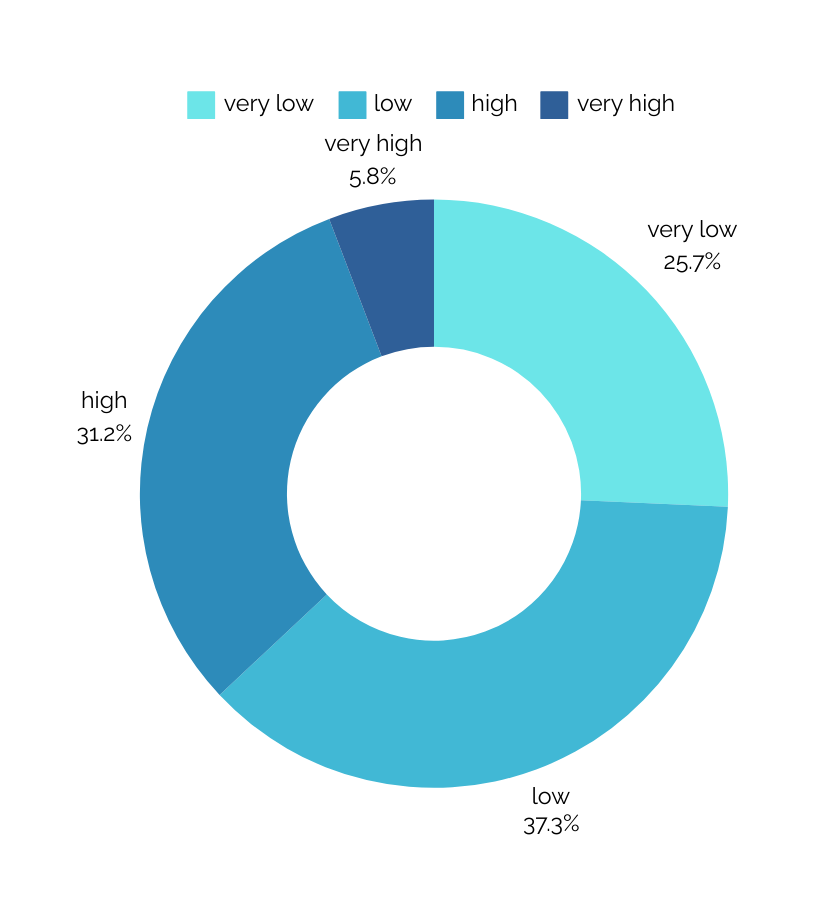 very low low high very high
very high
5.8%
very low
25.7%
high
31.2%
low
37.3%